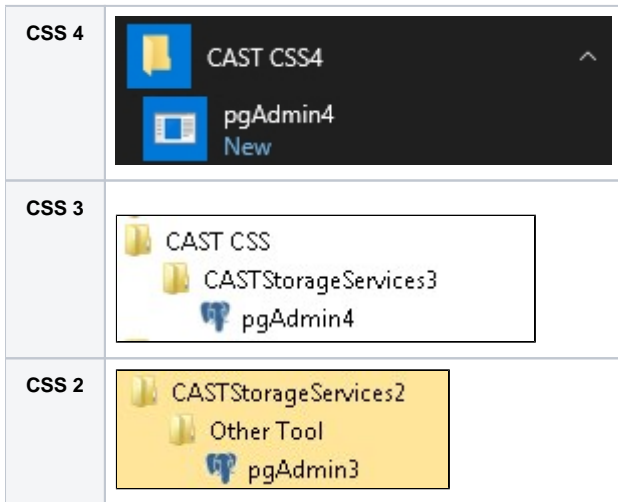 CSS 4
CAST CSS4
pgAdmin4
New
CSS 3
CAST CSS
CASTStorageServices3
pgAdmin4
CSS 2
CASTStorageServices2
Other Tool
pgAdmin3